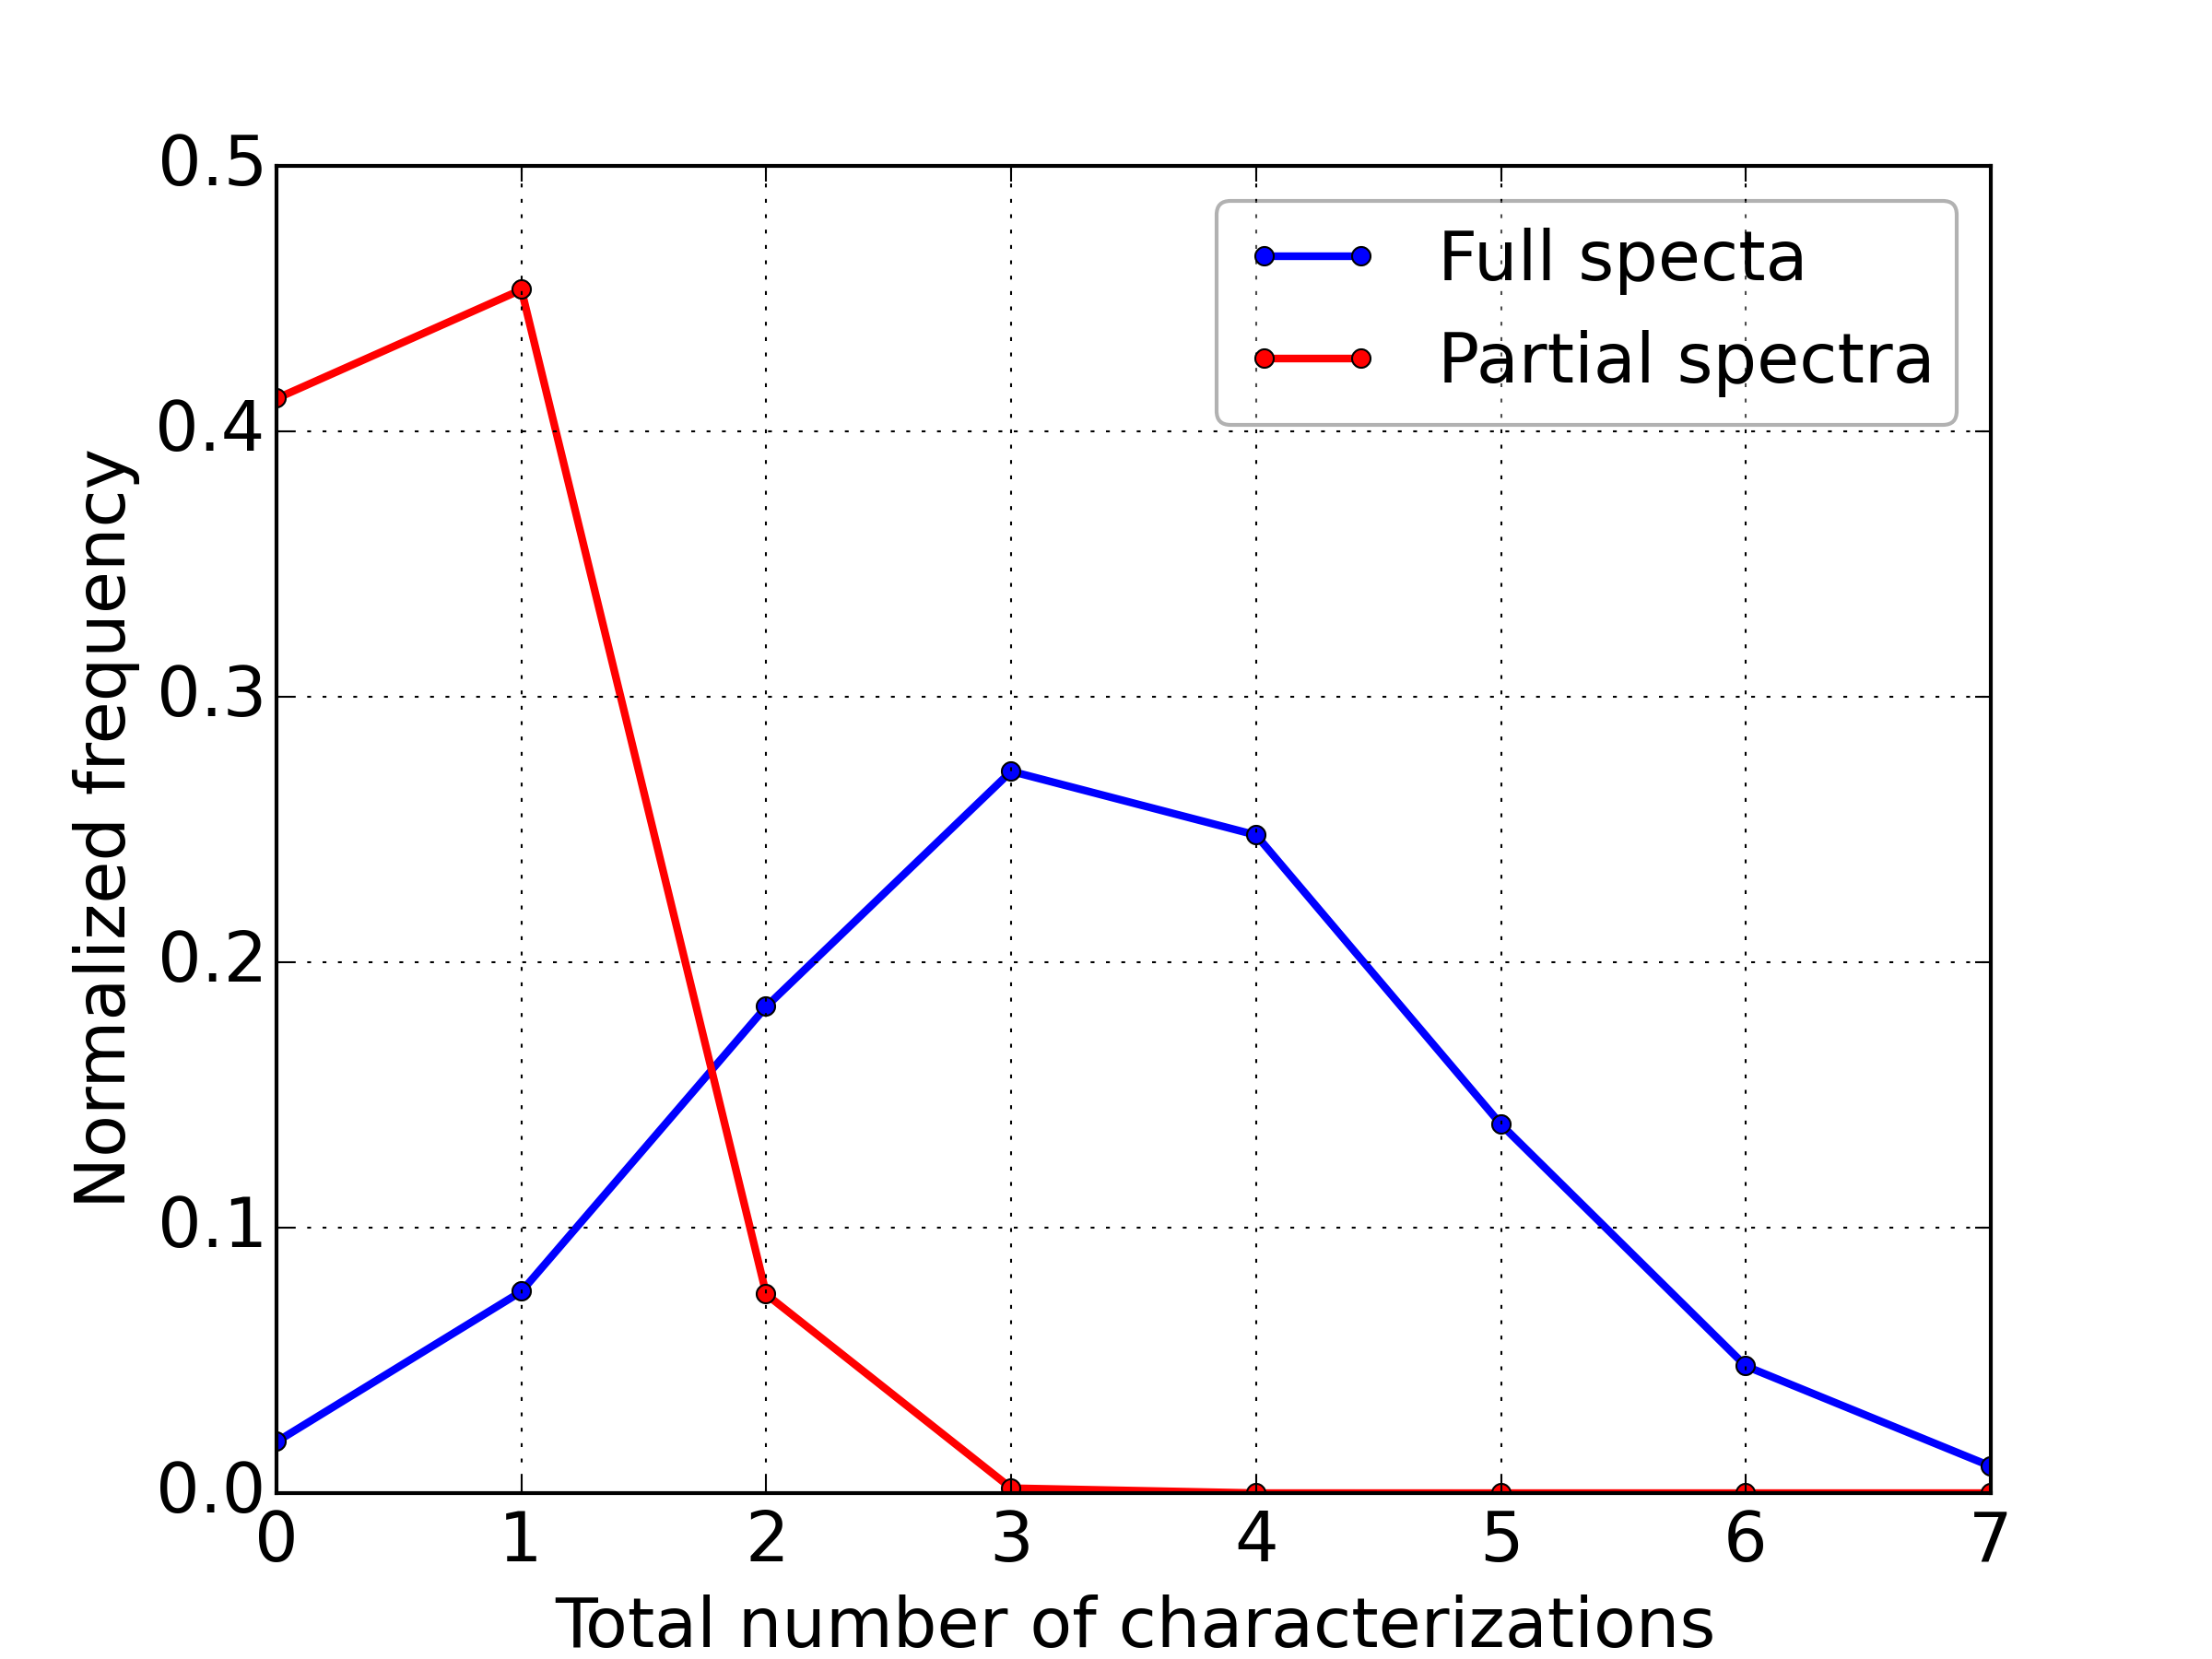 0.5
0.4
0.3
0.2
0.1
0.0
Normalized frequency
Full specta
Partial spectra
0 1 2 3 4 5 6 7
Total number of characterizations